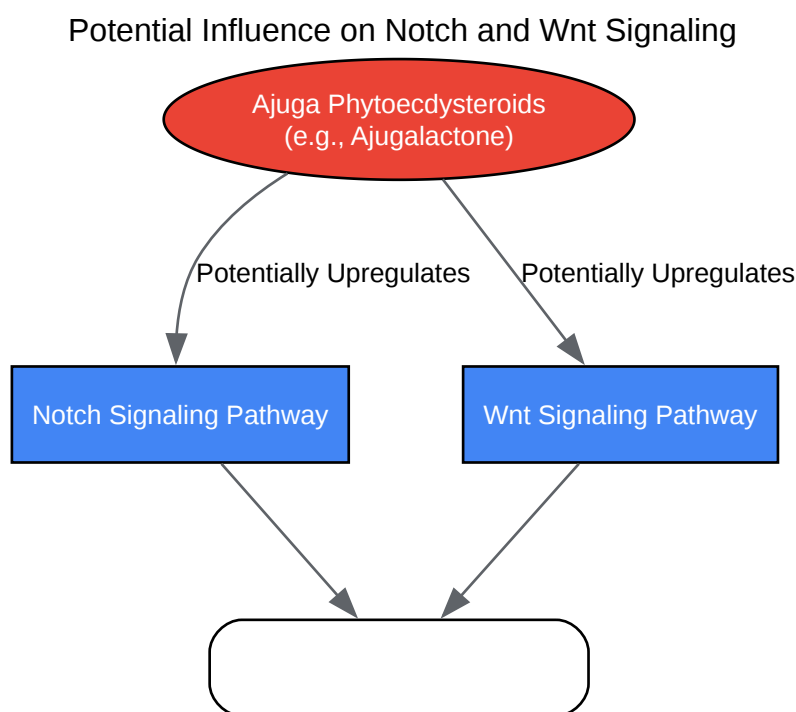 Potential Influence on Notch and Wnt Signaling
Ajuga Phytoecdysteroids
(e.g., Ajugalactone)
Potentially Upregulates
Potentially Upregulates
Notch Signaling Pathway
Wnt Signaling Pathway